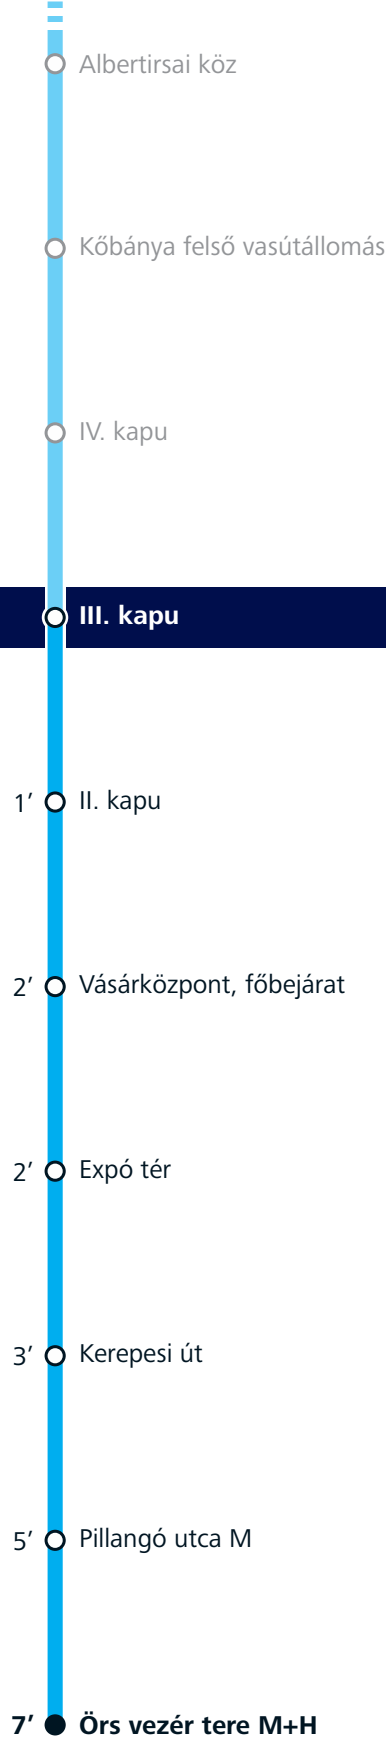 Albertirsai köz
Kőbánya felső vasútállomás
IV. kapu
III. kapu
1’ II. kapu
2’ Vásárközpont, főbejárat
2’ Expó tér
3’ Kerepesi út
5’ Pillangó utca M
7’ Örs vezér tere M+H